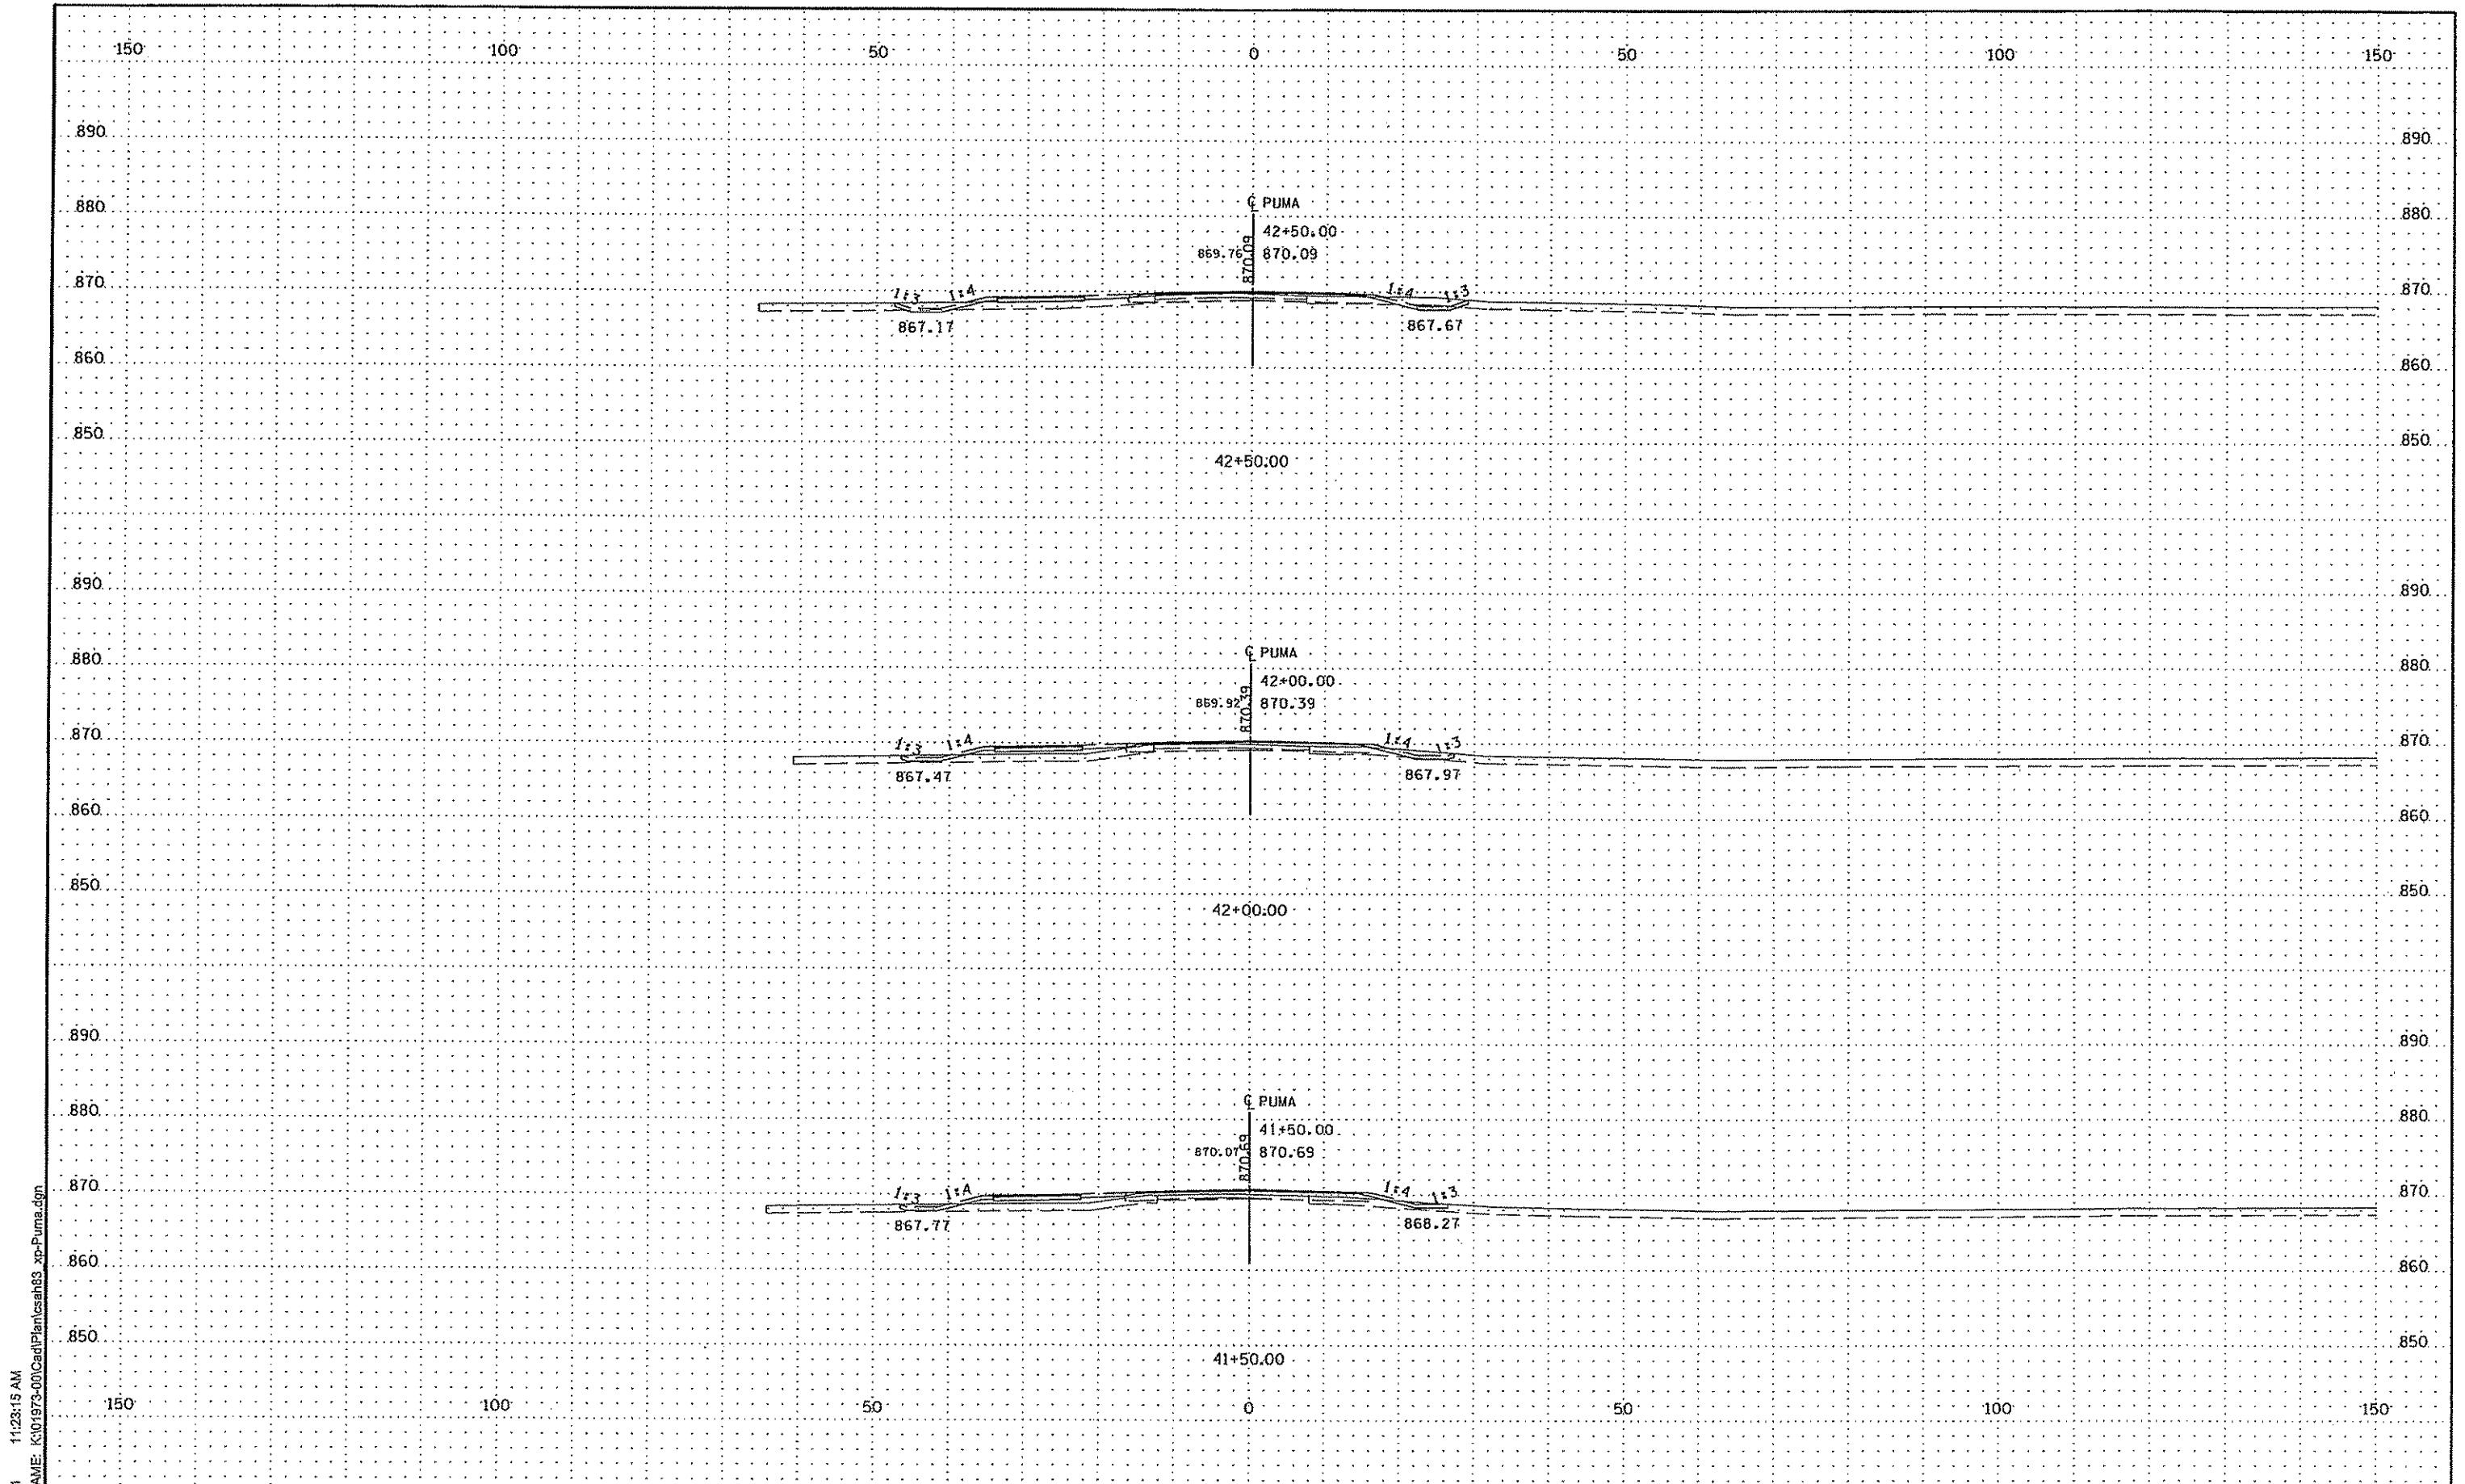 150 100 50 0 50 100 150
890 890
℄ PUMA
880 880
42+50.00
869.76 870.09 870.09
870 1:3 1:4 1:4 1:3 870
867.17 867.67
860 860
850 850
42+50.00
890 890
℄ PUMA
880 880
42+00.00
869.92 870.39 870.39
870 1:3 1:4 1:4 1:3 870
867.47 867.97
860 860
850 850
42+00.00
890 890
℄ PUMA
880 880
41+50.00
870.07 870.69 870.69
870 1:3 1:4 1:4 1:3 870
867.77 868.27
860 860
850 850
41+50.00
150 100 50 0 50 100 150
11:23:15 AM
AME: K:\01973-00\Cad\Plan\csah83_xp-Puma.dgn